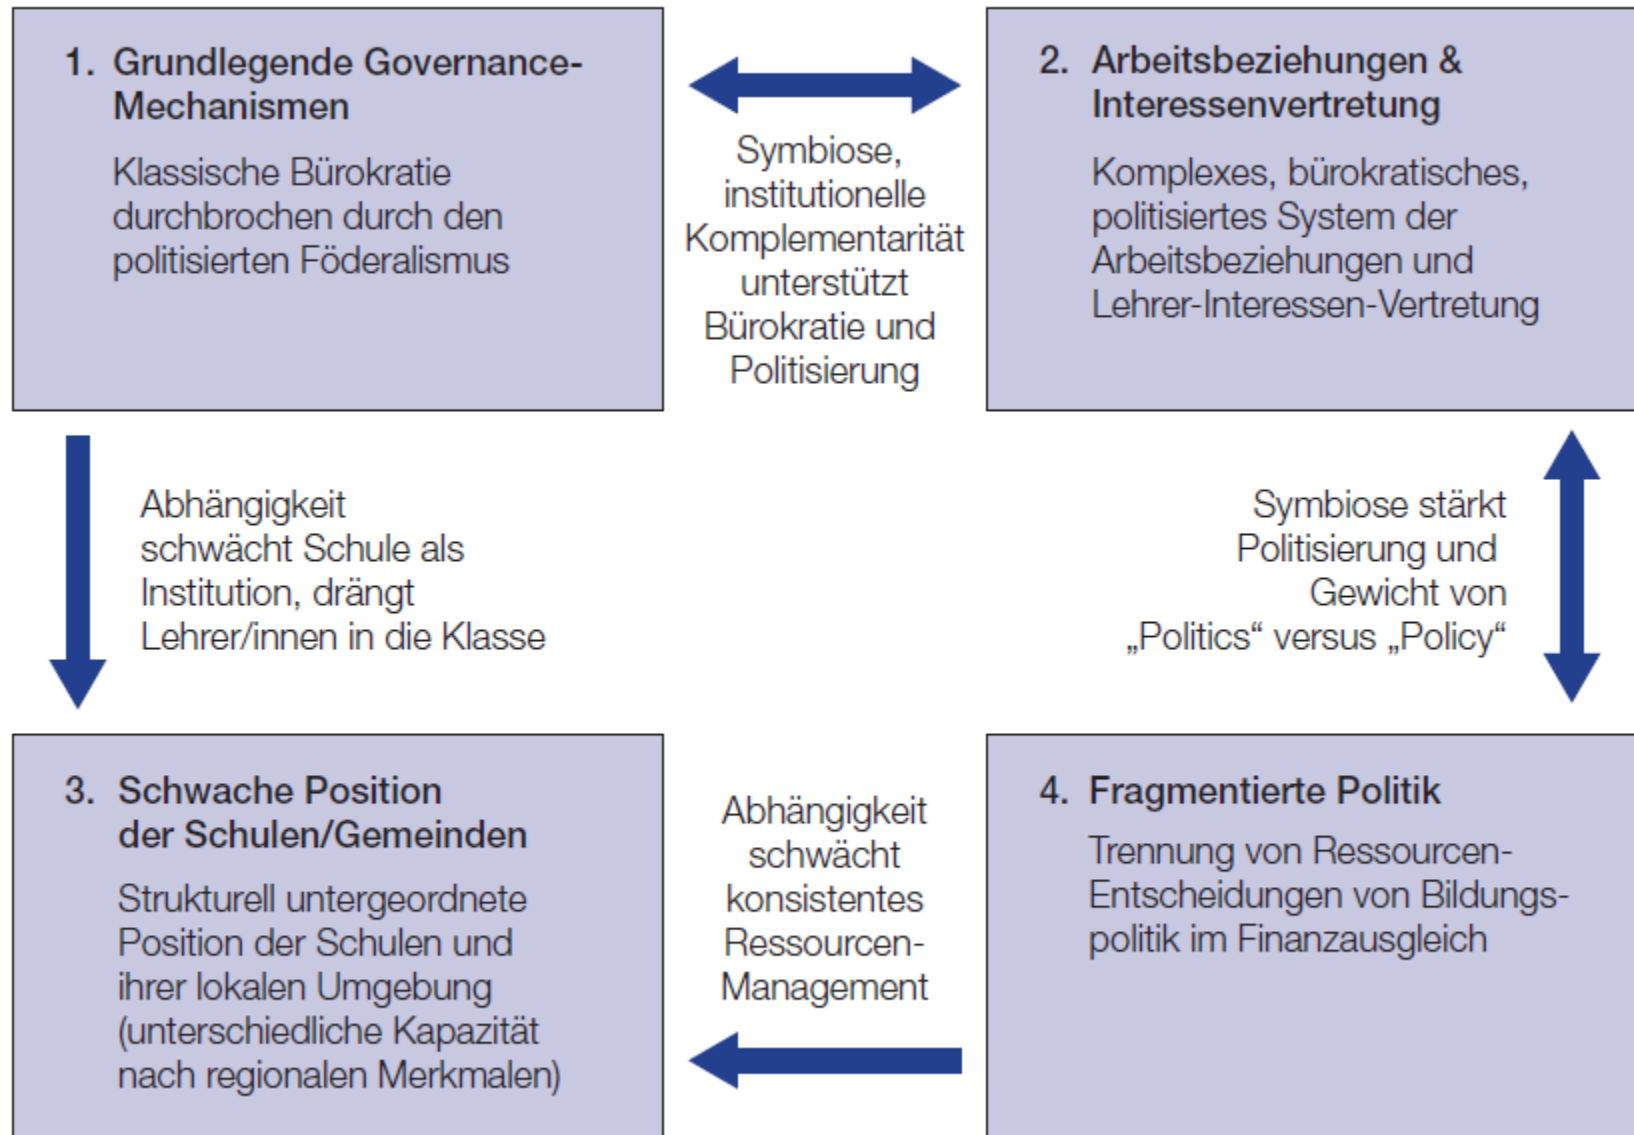 1. Grundlegende Governance-
Mechanismen
Klassische Bürokratie
durchbrochen durch den
politisierten Föderalismus
Symbiose,
institutionelle
Komplementarität
unterstützt
Bürokratie und
Politisierung
2. Arbeitsbeziehungen &
Interessenvertretung
Komplexes, bürokratisches,
politisiertes System der
Arbeitsbeziehungen und
Lehrer-Interessen-Vertretung
Abhängigkeit
schwächt Schule als
Institution, drängt
Lehrer/innen in die Klasse
Symbiose stärkt
Politisierung und
Gewicht von
„Politics“ versus „Policy“
3. Schwache Position
der Schulen/Gemeinden
Strukturell untergeordnete
Position der Schulen und
ihrer lokalen Umgebung
(unterschiedliche Kapazität
nach regionalen Merkmalen)
Abhängigkeit
schwächt
konsistentes
Ressourcen-
Management
4. Fragmentierte Politik
Trennung von Ressourcen-
Entscheidungen von Bildungs-
politik im Finanzausgleich